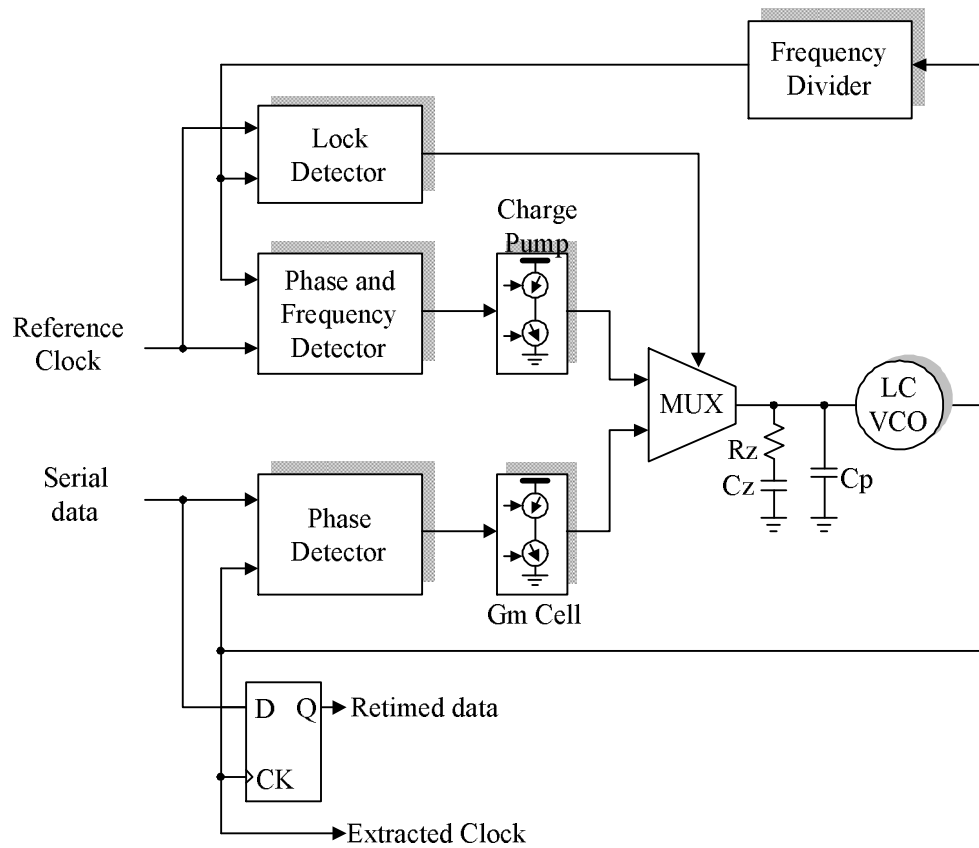 Frequency
Divider
Lock
Detector
Charge
Pump
Phase and
Frequency
Detector
Reference
Clock
MUX
LC
VCO
Rz
Cz
Cp
Serial
data
Phase
Detector
Gm Cell
D Q
Retimed data
CK
Extracted Clock